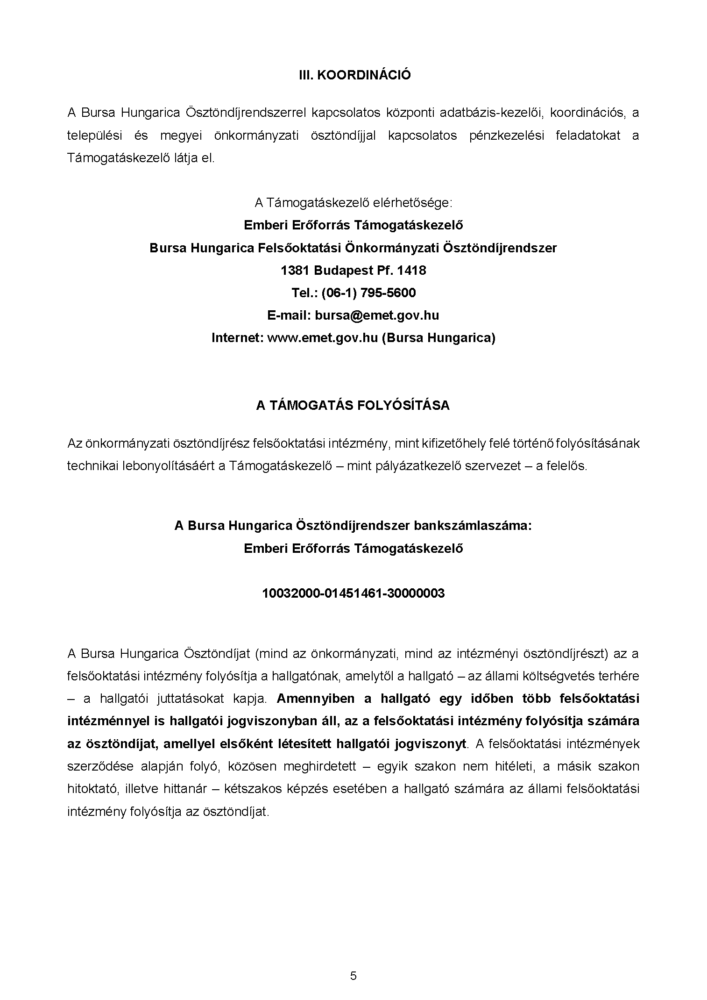 III. KOORDINÁCIÓ
A Bursa Hungarica Ösztöndíjrendszerrel kapcsolatos központi adatbázis-kezelői, koordinációs, a
települési és megyei önkormányzati ösztöndíjjal kapcsolatos pénzkezelési feladatokat a
Támogatáskezelő látja el.
A Támogatáskezelő elérhetősége:
Emberi Erőforrás Támogatáskezelő
Bursa Hungarica Felsőoktatási Önkormányzati Ösztöndíjrendszer
1381 Budapest Pf. 1418
Tel.: (06-1) 795-5600
E-mail: bursa@emet.gov.hu
Internet: www.emet.gov.hu (Bursa Hungarica)
A TÁMOGATÁS FOLYÓSÍTÁSA
Az önkormányzati ösztöndíjrész felsőoktatási intézmény, mint kifizetőhely felé történő folyósításának
technikai lebonyolításáért a Támogatáskezelő – mint pályázatkezelő szervezet – a felelős.
A Bursa Hungarica Ösztöndíjrendszer bankszámlaszáma:
Emberi Erőforrás Támogatáskezelő
10032000-01451461-30000003
A Bursa Hungarica Ösztöndíjat (mind az önkormányzati, mind az intézményi ösztöndíjrészt) az a
felsőoktatási intézmény folyósítja a hallgatónak, amelytől a hallgató – az állami költségvetés terhére
– a hallgatói juttatásokat kapja. Amennyiben a hallgató egy időben több felsőoktatási
intézménnyel is hallgatói jogviszonyban áll, az a felsőoktatási intézmény folyósítja számára
az ösztöndíjat, amellyel elsőként létesített hallgatói jogviszonyt. A felsőoktatási intézmények
szerződése alapján folyó, közösen meghirdetett – egyik szakon nem hitéleti, a másik szakon
hitoktató, illetve hittanár – kétszakos képzés esetében a hallgató számára az állami felsőoktatási
intézmény folyósítja az ösztöndíjat.
5